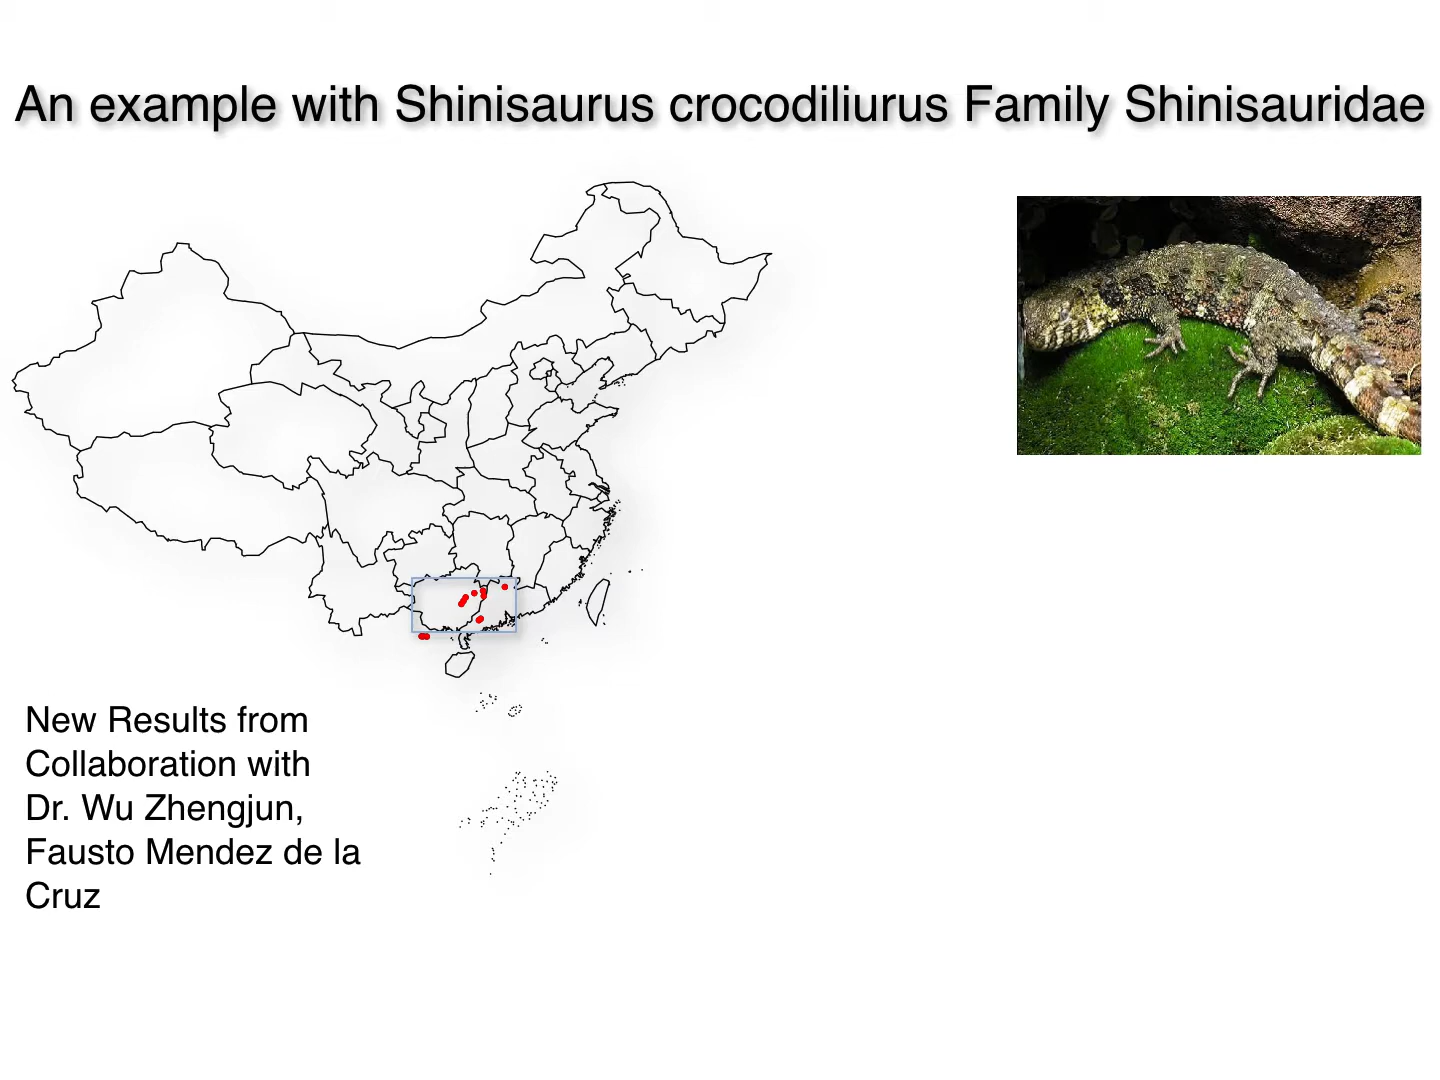 An example with Shinisaurus crocodiliurus Family Shinisauridae
New Results from
Collaboration with
Dr. Wu Zhengjun,
Fausto Mendez de la
Cruz